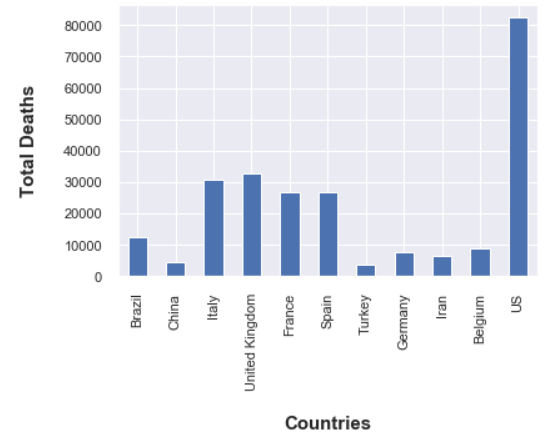 80000
70000
60000
50000
40000
30000
20000
10000
0
Total Deaths
Brazil
China
Italy
United Kingdom
France
Spain
Turkey
Germany
Iran
Belgium
US
Countries